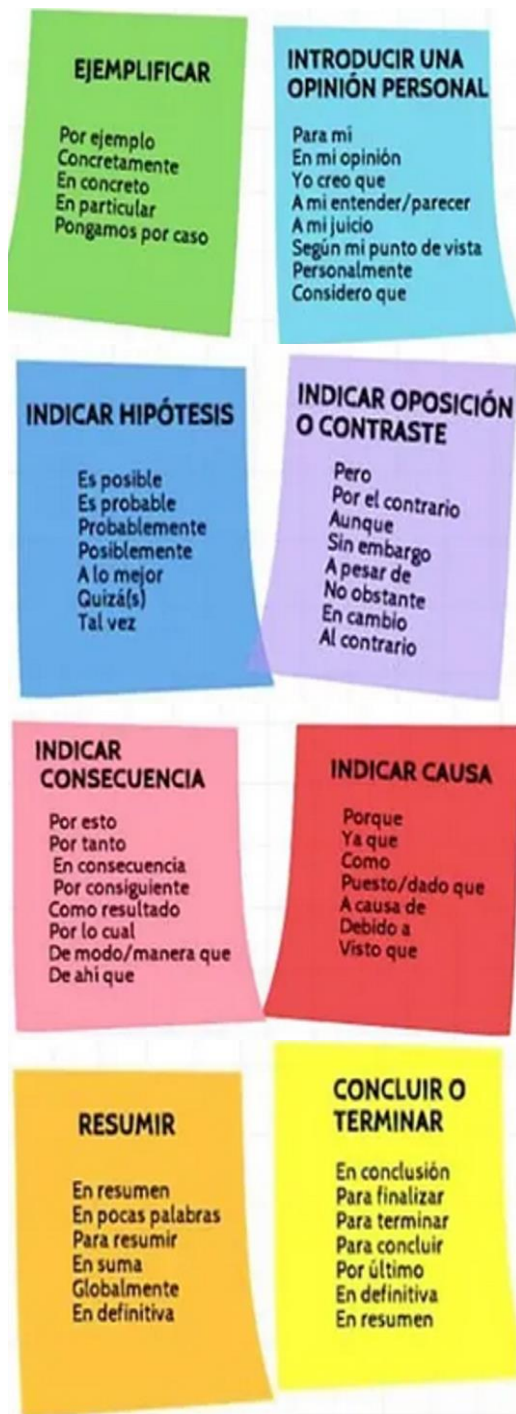 EJEMPLIFICAR
Por ejemplo
Concretamente
En concreto
En particular
Pongamos por caso
INTRODUCIR UNA
OPINIÓN PERSONAL
Para mí
En mi opinión
Yo creo que
A mi entender/parecer
A mi juicio
Según mi punto de vista
Personalmente
Considero que
INDICAR HIPÓTESIS
Es posible
Es probable
Probablemente
Posiblemente
A lo mejor
Quizá(s)
Tal vez
INDICAR OPOSICIÓN
O CONTRASTE
Pero
Por el contrario
Aunque
Sin embargo
A pesar de
No obstante
En cambio
Al contrario
INDICAR
CONSECUENCIA
Por esto
Por tanto
En consecuencia
Por consiguiente
Como resultado
Por lo cual
De modo/manera que
De ahí que
INDICAR CAUSA
Porque
Ya que
Como
Puesto/dado que
A causa de
Debido a
Visto que
RESUMIR
En resumen
En pocas palabras
Para resumir
En suma
Globalmente
En definitiva
CONCLUIR O
TERMINAR
En conclusión
Para finalizar
Para terminar
Para concluir
Por último
En definitiva
En resumen